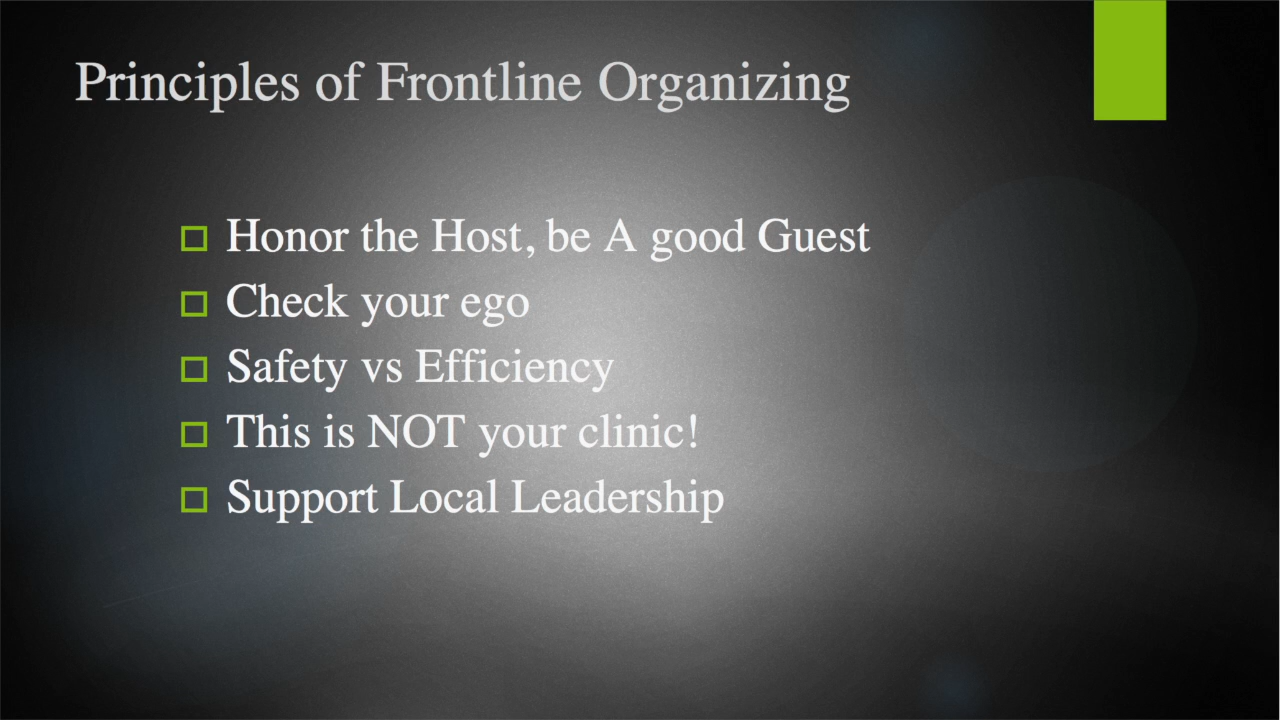 Principles of Frontline Organizing
Honor the Host, be A good Guest
Check your ego
Safety vs Efficiency
This is NOT your clinic!
Support Local Leadership